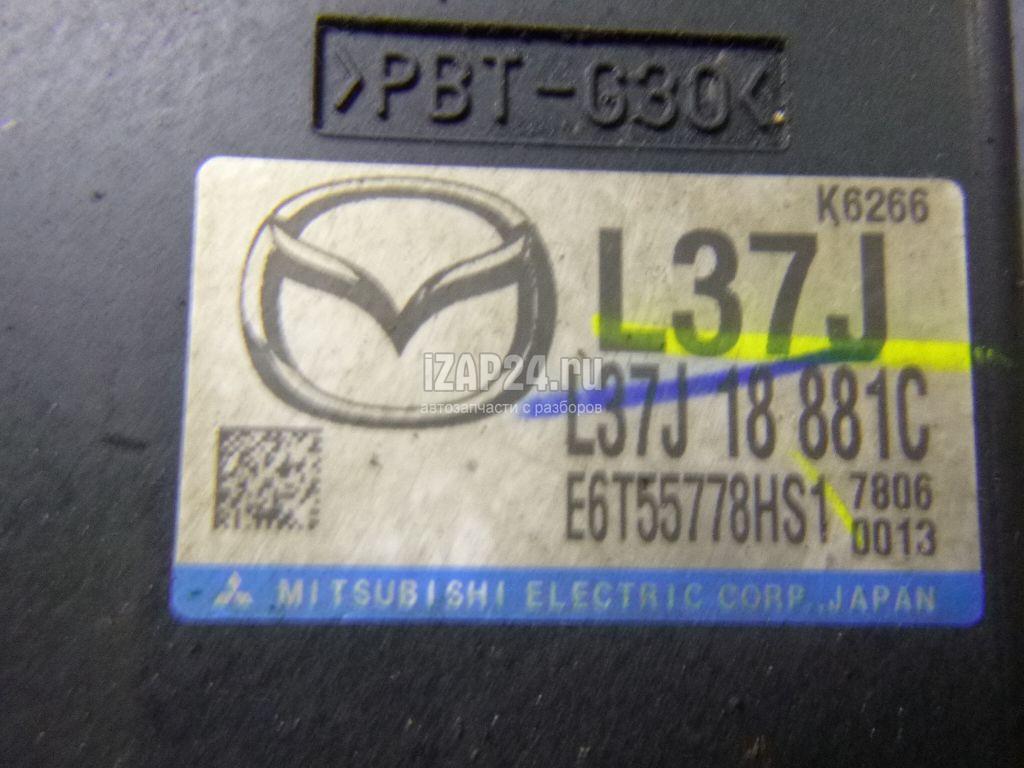 >PBT-G30<
K6266
L37J
iZAP24.ru
автозапчасти с разборов
L37J 18 881C
E6T55778HS1 7806
0013
MITSUBISHI ELECTRIC CORP.,JAPAN